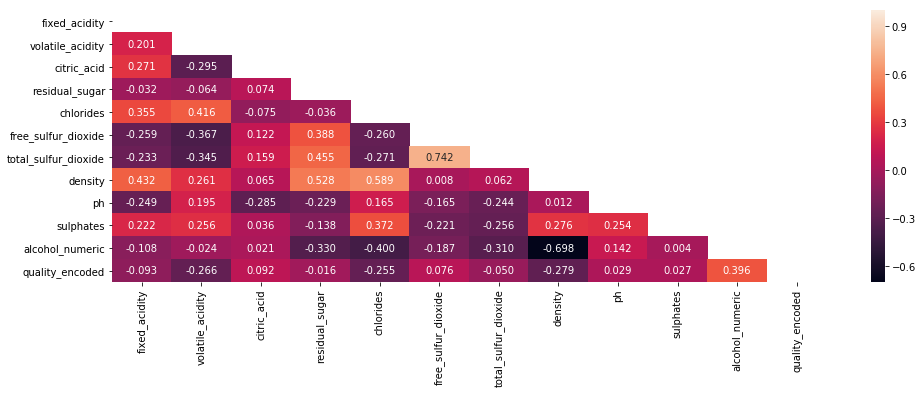 fixed_acidity
volatile_acidity 0.201
citric_acid 0.271 -0.295
residual_sugar -0.032 -0.064 0.074
chlorides 0.355 0.416 -0.075 -0.036
free_sulfur_dioxide -0.259 -0.367 0.122 0.388 -0.260
total_sulfur_dioxide -0.233 -0.345 0.159 0.455 -0.271 0.742
density 0.432 0.261 0.065 0.528 0.589 0.008 0.062
ph -0.249 0.195 -0.285 -0.229 0.165 -0.165 -0.244 0.012
sulphates 0.222 0.256 0.036 -0.138 0.372 -0.221 -0.256 0.276 0.254
alcohol_numeric -0.108 -0.024 0.021 -0.330 -0.400 -0.187 -0.310 -0.698 0.142 0.004
quality_encoded -0.093 -0.266 0.092 -0.016 -0.255 0.076 -0.050 -0.279 0.029 0.027 0.396
fixed_acidity
volatile_acidity
citric_acid
residual_sugar
chlorides
free_sulfur_dioxide
total_sulfur_dioxide
density
ph
sulphates
alcohol_numeric
quality_encoded
0.9
0.6
0.3
0.0
-0.3
-0.6